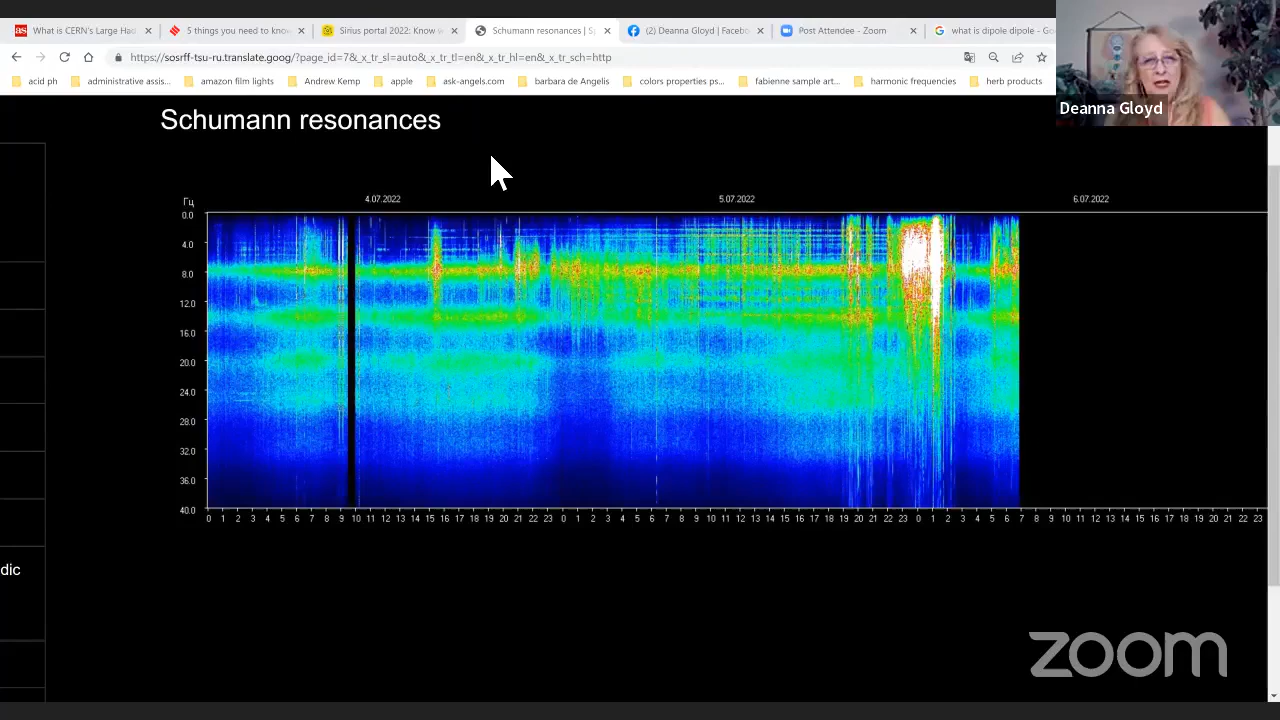 What is CERN's Large Had
5 things you need to know
Sirius portal 2022: Know w
Schumann resonances | S
(2) Deanna Gloyd | Facebo
Post Attendee - Zoom
what is dipole dipole - Go
https://sosrff-tsu-ru.translate.goog/?page_id=7&_x_tr_sl=auto&_x_tr_tl=en&_x_tr_hl=en&_x_tr_sch=http
acid ph
administrative assis...
amazon film lights
Andrew Kemp
apple
ask-angels.com
barbara de Angelis
colors properties ps...
fabienne sample art...
harmonic frequencies
herb products
Deanna Gloyd
Schumann resonances
4.07.2022 5.07.2022 6.07.2022
Гц
0.0
4.0
8.0
12.0
16.0
20.0
24.0
28.0
32.0
36.0
40.0
0 1 2 3 4 5 6 7 8 9 10 11 12 13 14 15 16 17 18 19 20 21 22 23 0 1 2 3 4 5 6 7 8 9 10 11 12 13 14 15 16 17 18 19 20 21 22 23 0 1 2 3 4 5 6 7 8 9 10 11 12 13 14 15 16 17 18 19 20 21 22 23
dic
zoom